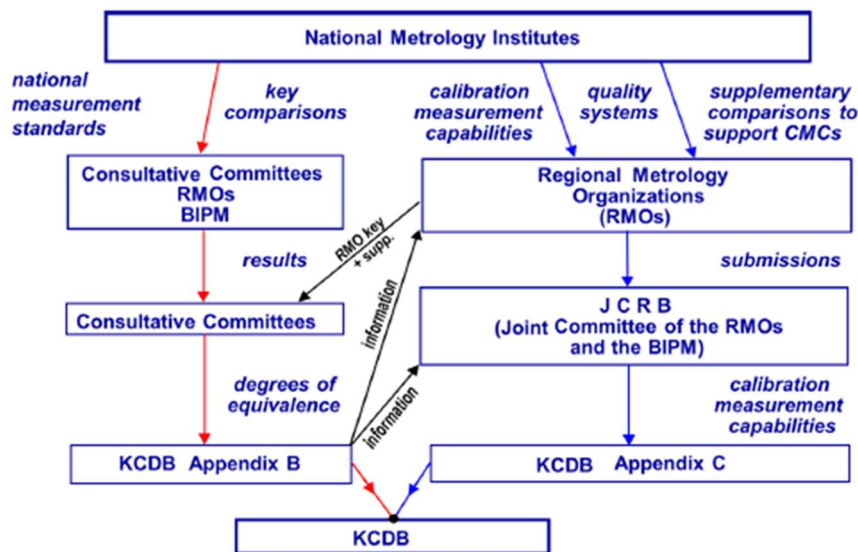 National Metrology Institutes
national
measurement
standards
key
comparisons
calibration
measurement
capabilities
quality
systems
supplementary
comparisons to
support CMCs
Consultative Committees
RMOs
BIPM
Regional Metrology
Organizations
(RMOs)
RMO key
+ supp.
results
submissions
Consultative Committees
information
J C R B
(Joint Committee of the RMOs
and the BIPM)
degrees of
equivalence
information
calibration
measurement
capabilities
KCDB Appendix B
KCDB Appendix C
KCDB